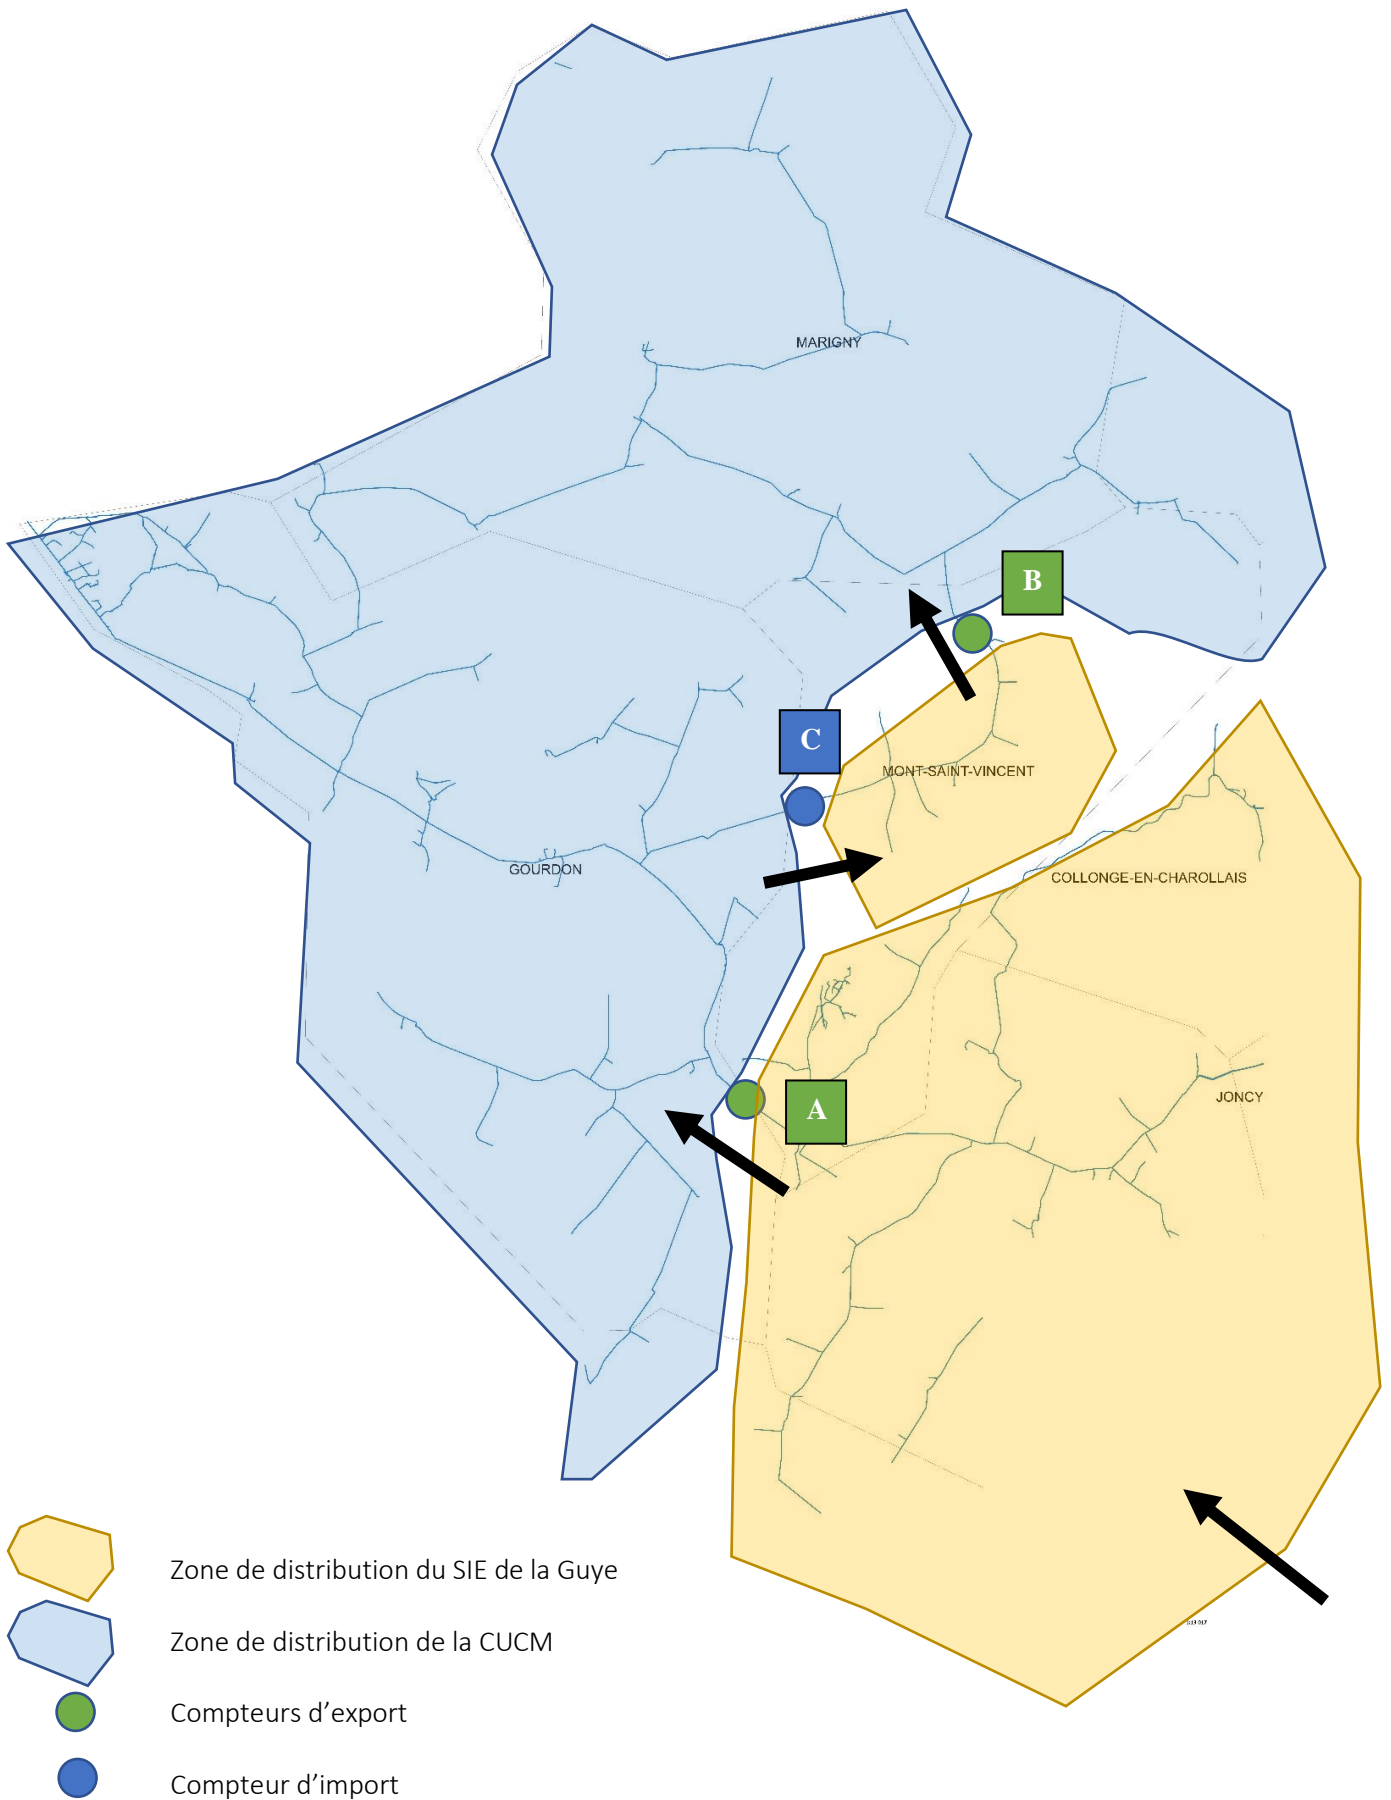 MARIGNY
B
C
MONT-SAINT-VINCENT
GOURDON
COLLONGE-EN-CHAROLLAIS
A
JONCY
Zone de distribution du SIE de la Guye
Zone de distribution de la CUCM
Compteurs d’export
Compteur d’import